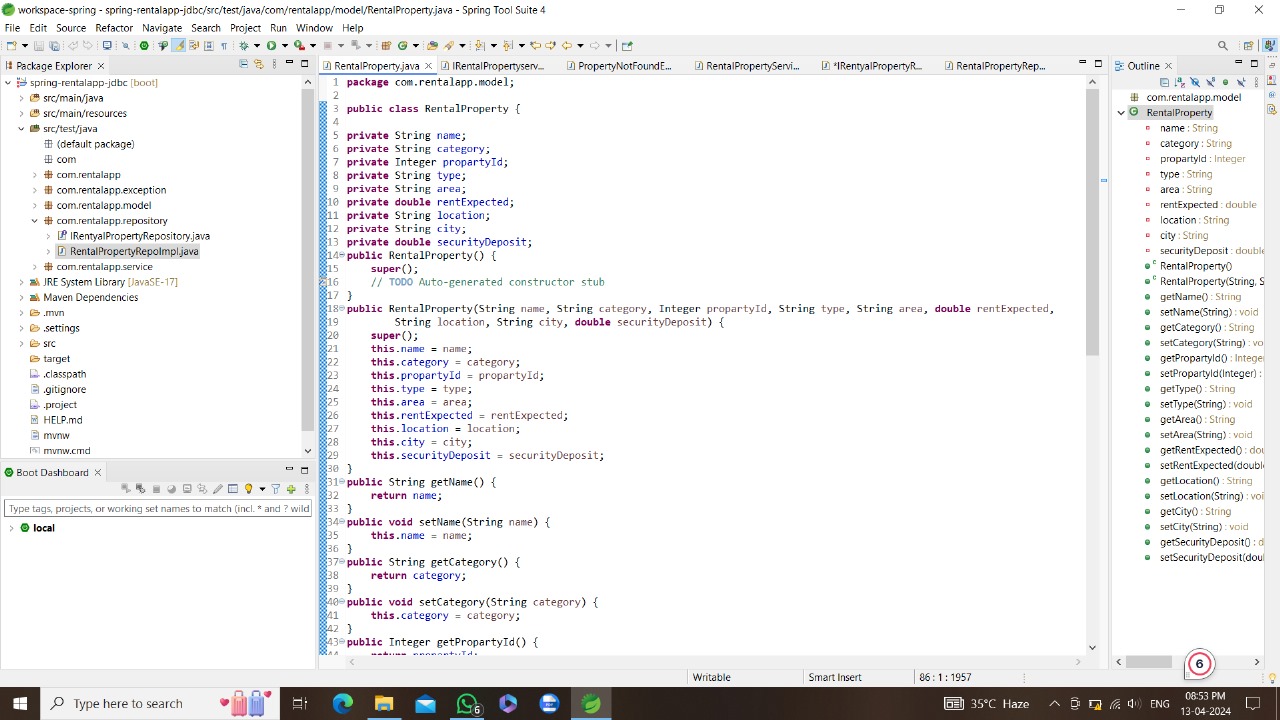 workspace-spring - spring-rentalapp-jdbc/src/test/java/com/rentalapp/model/RentalProperty.java - Spring Tool Suite 4
File Edit Source Refactor Navigate Search Project Run Window Help
Package Explorer
spring-rentalapp-jdbc [boot]
src/main/java
src/main/resources
src/test/java
(default package)
com
com.rentalapp
com.rentalapp.exception
com.rentalapp.model
com.rentalapp.repository
IRentyalPropertyRepository.java
RentalPropertyRepoImpl.java
com.rentalapp.service
JRE System Library [JavaSE-17]
Maven Dependencies
.mvn
.settings
src
target
.classpath
.gitignore
.project
HELP.md
mvnw
mvnw.cmd
Boot Dashboard
Type tags, projects, or working set names to match (incl. * and ? wild
local
RentalProperty.java IRentalPropertyserv... PropertyNotFoundE... RentalPropertyServi... *IRentyalPropertyR... RentalPropertyRep...
1 package com.rentalapp.model;
2
3 public class RentalProperty {
4
5 private String name;
6 private String category;
7 private Integer propartyId;
8 private String type;
9 private String area;
10 private double rentExpected;
11 private String location;
12 private String city;
13 private double securityDeposit;
14 public RentalProperty() {
15 super();
16 // TODO Auto-generated constructor stub
17 }
18 public RentalProperty(String name, String category, Integer propartyId, String type, String area, double rentExpected,
19 String location, String city, double securityDeposit) {
20 super();
21 this.name = name;
22 this.category = category;
23 this.propartyId = propartyId;
24 this.type = type;
25 this.area = area;
26 this.rentExpected = rentExpected;
27 this.location = location;
28 this.city = city;
29 this.securityDeposit = securityDeposit;
30 }
31 public String getName() {
32 return name;
33 }
34 public void setName(String name) {
35 this.name = name;
36 }
37 public String getCategory() {
38 return category;
39 }
40 public void setCategory(String category) {
41 this.category = category;
42 }
43 public Integer getPropartyId() {
44 return propartyId;
Outline
com.rentalapp.model
RentalProperty
name : String
category : String
propartyId : Integer
type : String
area : String
rentExpected : double
location : String
city : String
securityDeposit : double
RentalProperty()
RentalProperty(String, S
getName() : String
setName(String) : void
getCategory() : String
setCategory(String) : vo
getPropartyId() : Intege
setPropartyId(Integer) :
getType() : String
setType(String) : void
getArea() : String
setArea(String) : void
getRentExpected() : dou
setRentExpected(doubl
getLocation() : String
setLocation(String) : vo
getCity() : String
setCity(String) : void
getSecurityDeposit() : d
setSecurityDeposit(dou
6
Writable Smart Insert 86 : 1 : 1957
Type here to search
6
35°C Haze ENG 08:53 PM
13-04-2024